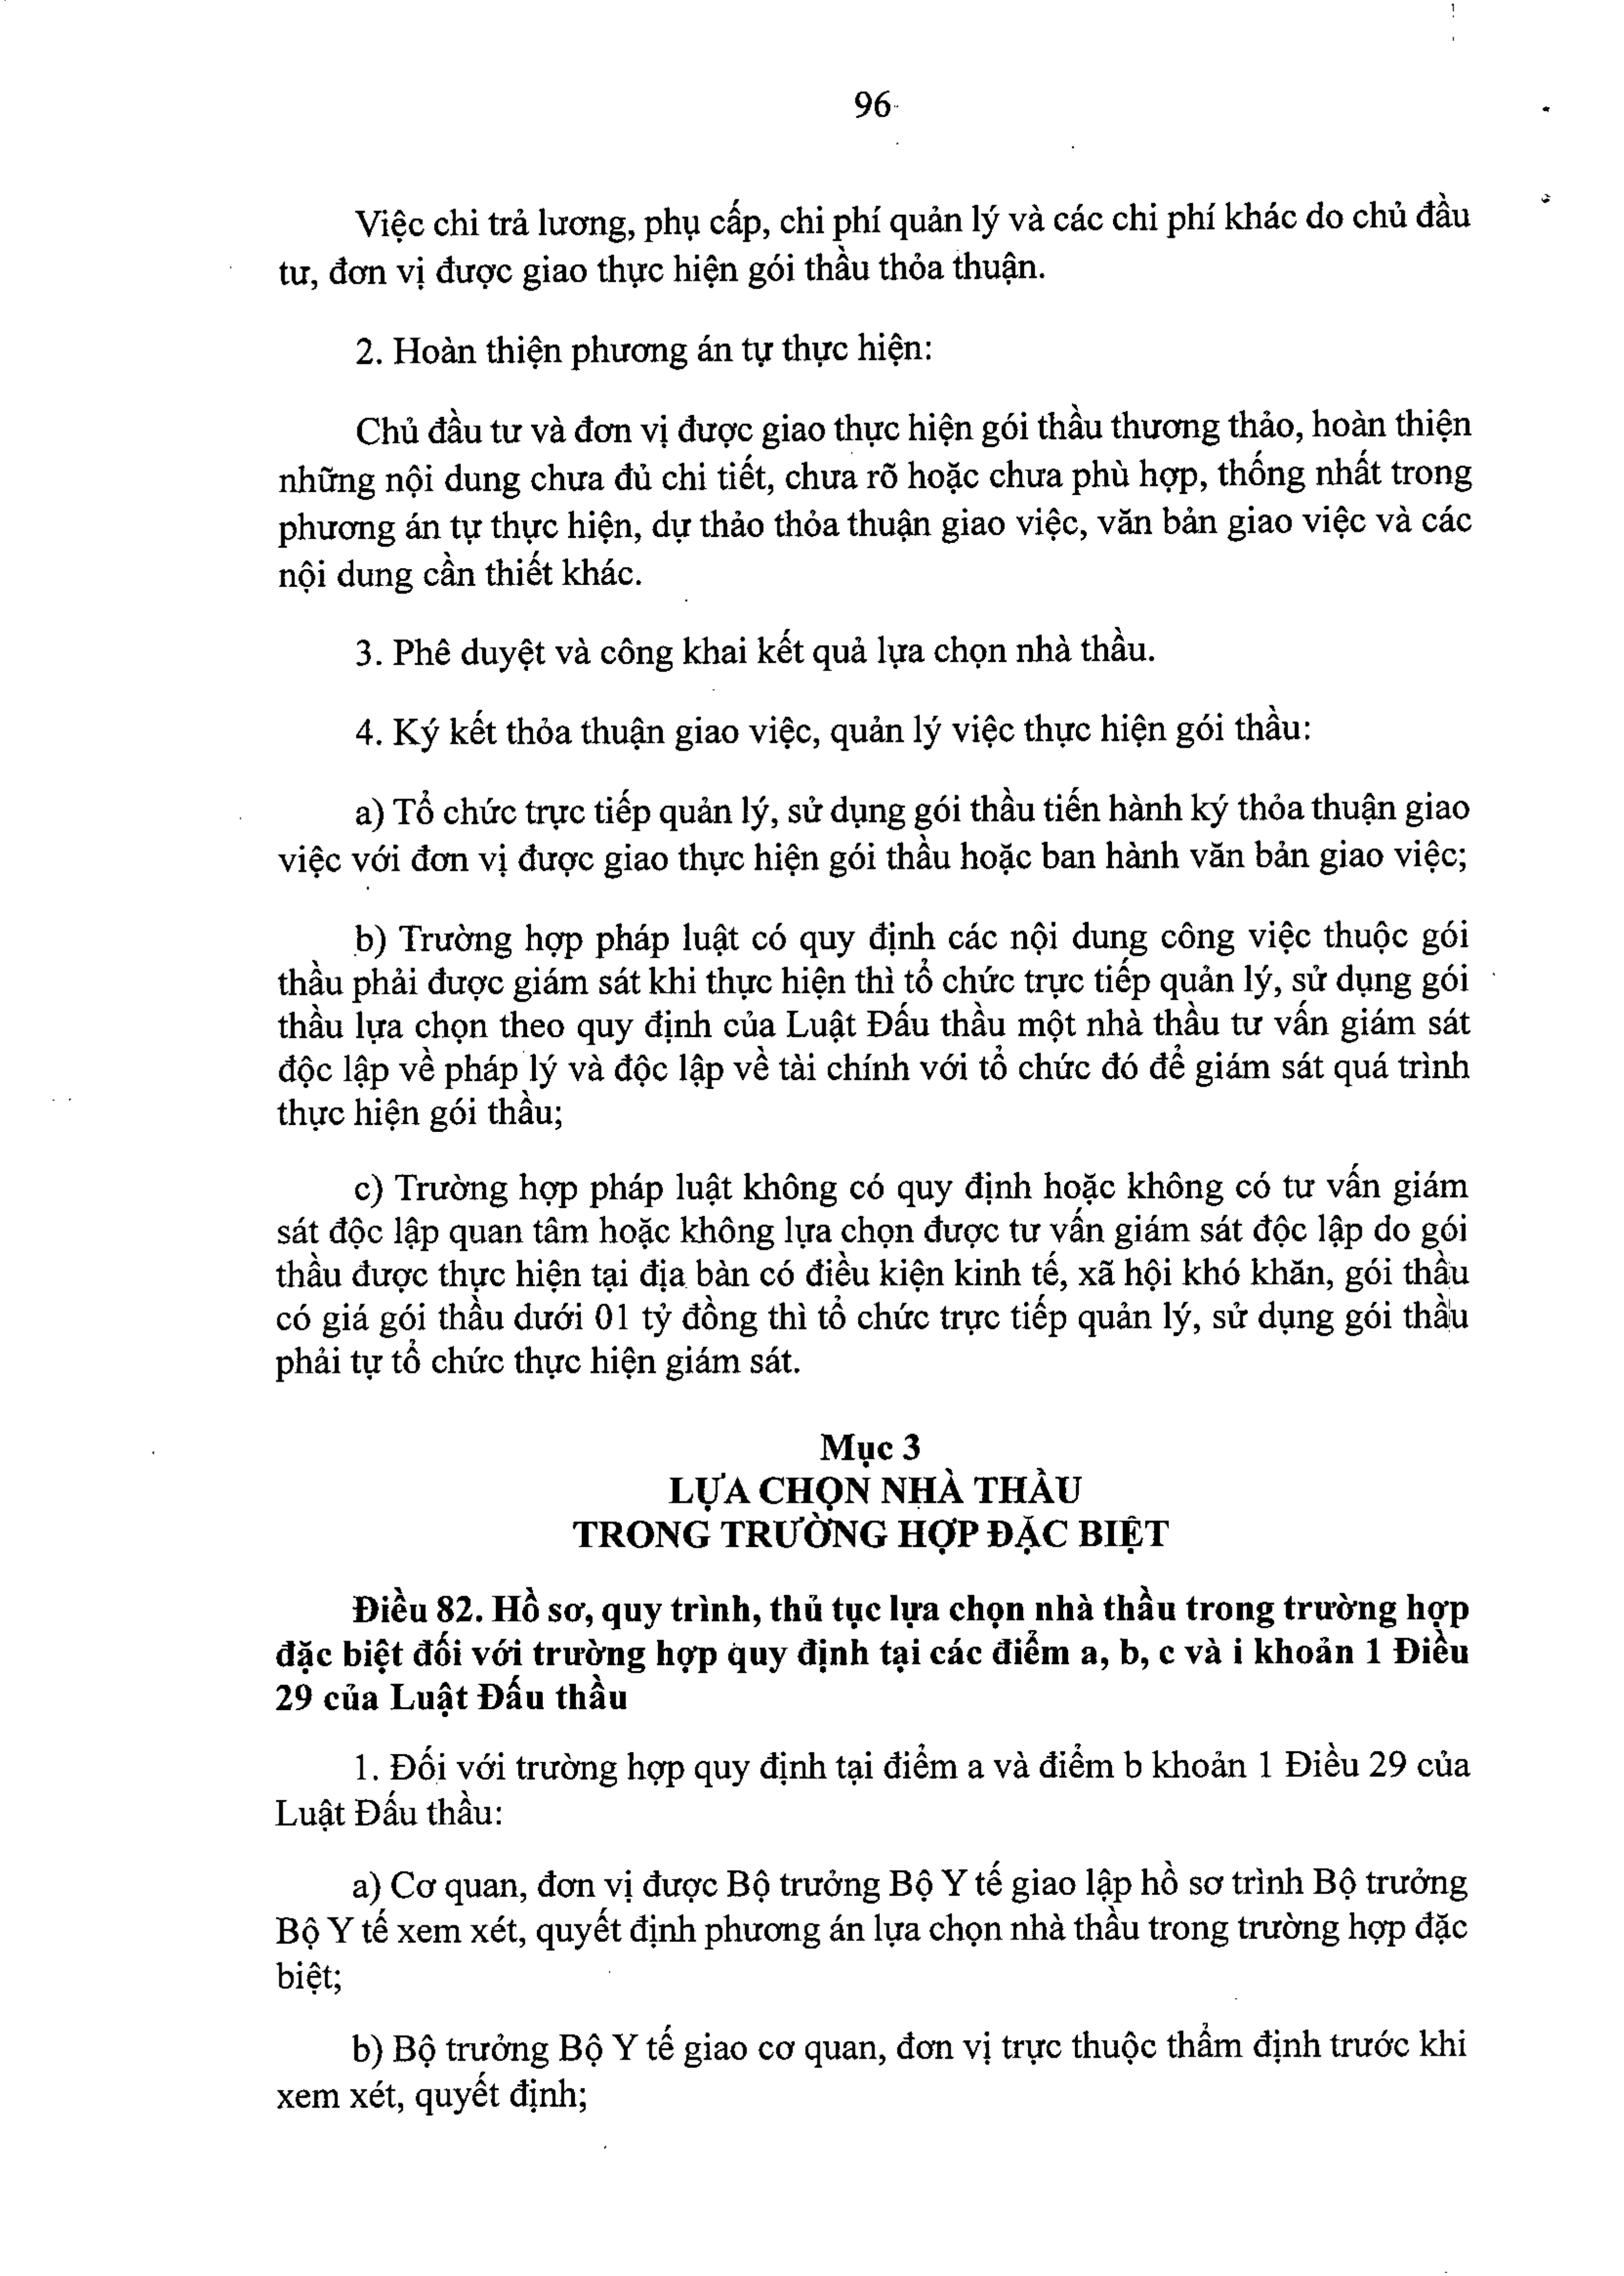 96
Việc chi trả lương, phụ cấp, chi phí quản lý và các chi phí khác do chủ đầu
tư, đơn vị được giao thực hiện gói thầu thỏa thuận.
2. Hoàn thiện phương án tự thực hiện:
Chủ đầu tư và đơn vị được giao thực hiện gói thầu thương thảo, hoàn thiện
những nội dung chưa đủ chi tiết, chưa rõ hoặc chưa phù hợp, thống nhất trong
phương án tự thực hiện, dự thảo thỏa thuận giao việc, văn bản giao việc và các
nội dung cần thiết khác.
3. Phê duyệt và công khai kết quả lựa chọn nhà thầu.
4. Ký kết thỏa thuận giao việc, quản lý việc thực hiện gói thầu:
a) Tổ chức trực tiếp quản lý, sử dụng gói thầu tiến hành ký thỏa thuận giao
việc với đơn vị được giao thực hiện gói thầu hoặc ban hành văn bản giao việc;
b) Trường hợp pháp luật có quy định các nội dung công việc thuộc gói
thầu phải được giám sát khi thực hiện thì tổ chức trực tiếp quản lý, sử dụng gói
thầu lựa chọn theo quy định của Luật Đấu thầu một nhà thầu tư vấn giám sát
độc lập về pháp lý và độc lập về tài chính với tổ chức đó để giám sát quá trình
thực hiện gói thầu;
c) Trường hợp pháp luật không có quy định hoặc không có tư vấn giám
sát độc lập quan tâm hoặc không lựa chọn được tư vấn giám sát độc lập do gói
thầu được thực hiện tại địa bàn có điều kiện kinh tế, xã hội khó khăn, gói thầu
có giá gói thầu dưới 01 tỷ đồng thì tổ chức trực tiếp quản lý, sử dụng gói thầu
phải tự tổ chức thực hiện giám sát.
Mục 3
LỰA CHỌN NHÀ THẦU
TRONG TRƯỜNG HỢP ĐẶC BIỆT
Điều 82. Hồ sơ, quy trình, thủ tục lựa chọn nhà thầu trong trường hợp
đặc biệt đối với trường hợp quy định tại các điểm a, b, c và i khoản 1 Điều
29 của Luật Đấu thầu
1. Đối với trường hợp quy định tại điểm a và điểm b khoản 1 Điều 29 của
Luật Đấu thầu:
a) Cơ quan, đơn vị được Bộ trưởng Bộ Y tế giao lập hồ sơ trình Bộ trưởng
Bộ Y tế xem xét, quyết định phương án lựa chọn nhà thầu trong trường hợp đặc
biệt;
b) Bộ trưởng Bộ Y tế giao cơ quan, đơn vị trực thuộc thẩm định trước khi
xem xét, quyết định;